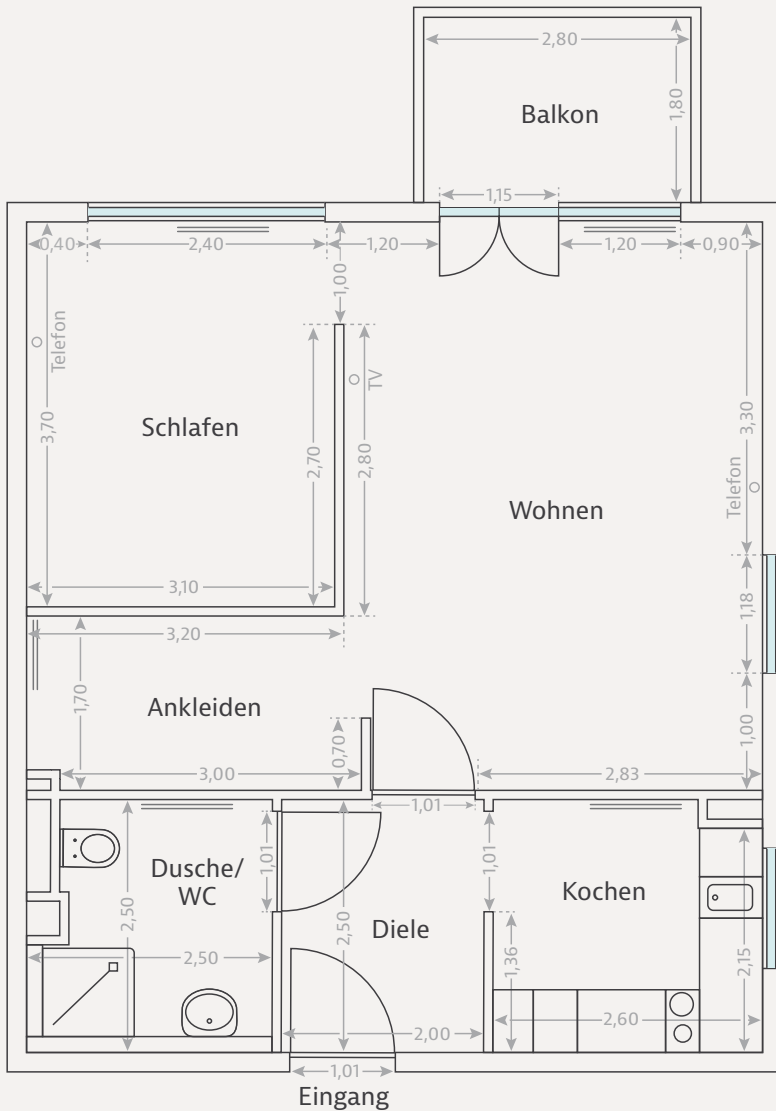 2,80
Balkon
1,80
1,15
0,40
2,40
1,20
1,20
0,90
1,00
Telefon
TV
3,70
Schlafen
2,70
2,80
3,30
Telefon
Wohnen
3,10
1,18
3,20
1,70
Ankleiden
0,70
1,00
3,00
2,83
1,01
Dusche/
WC
1,01
1,01
Kochen
2,50
2,50
Diele
2,50
1,36
2,15
2,00
2,60
1,01
Eingang